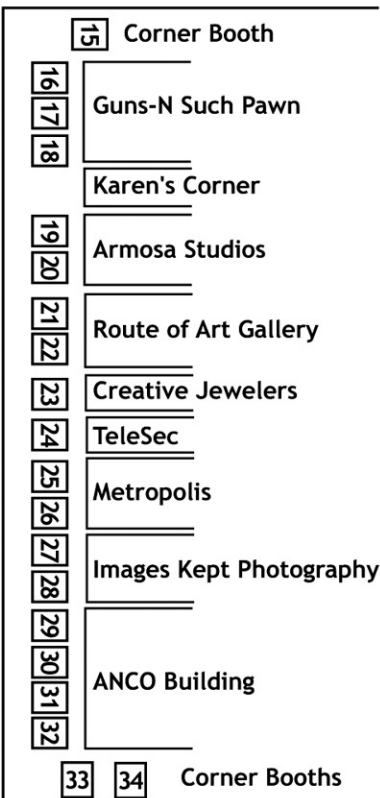 15 Corner Booth
16
17
18
Guns-N Such Pawn
Karen's Corner
19
20
Armosa Studios
21
22
Route of Art Gallery
23 Creative Jewelers
24 TeleSec
25
26
Metropolis
27
28
Images Kept Photography
29
30
31
32
ANCO Building
33 34 Corner Booths